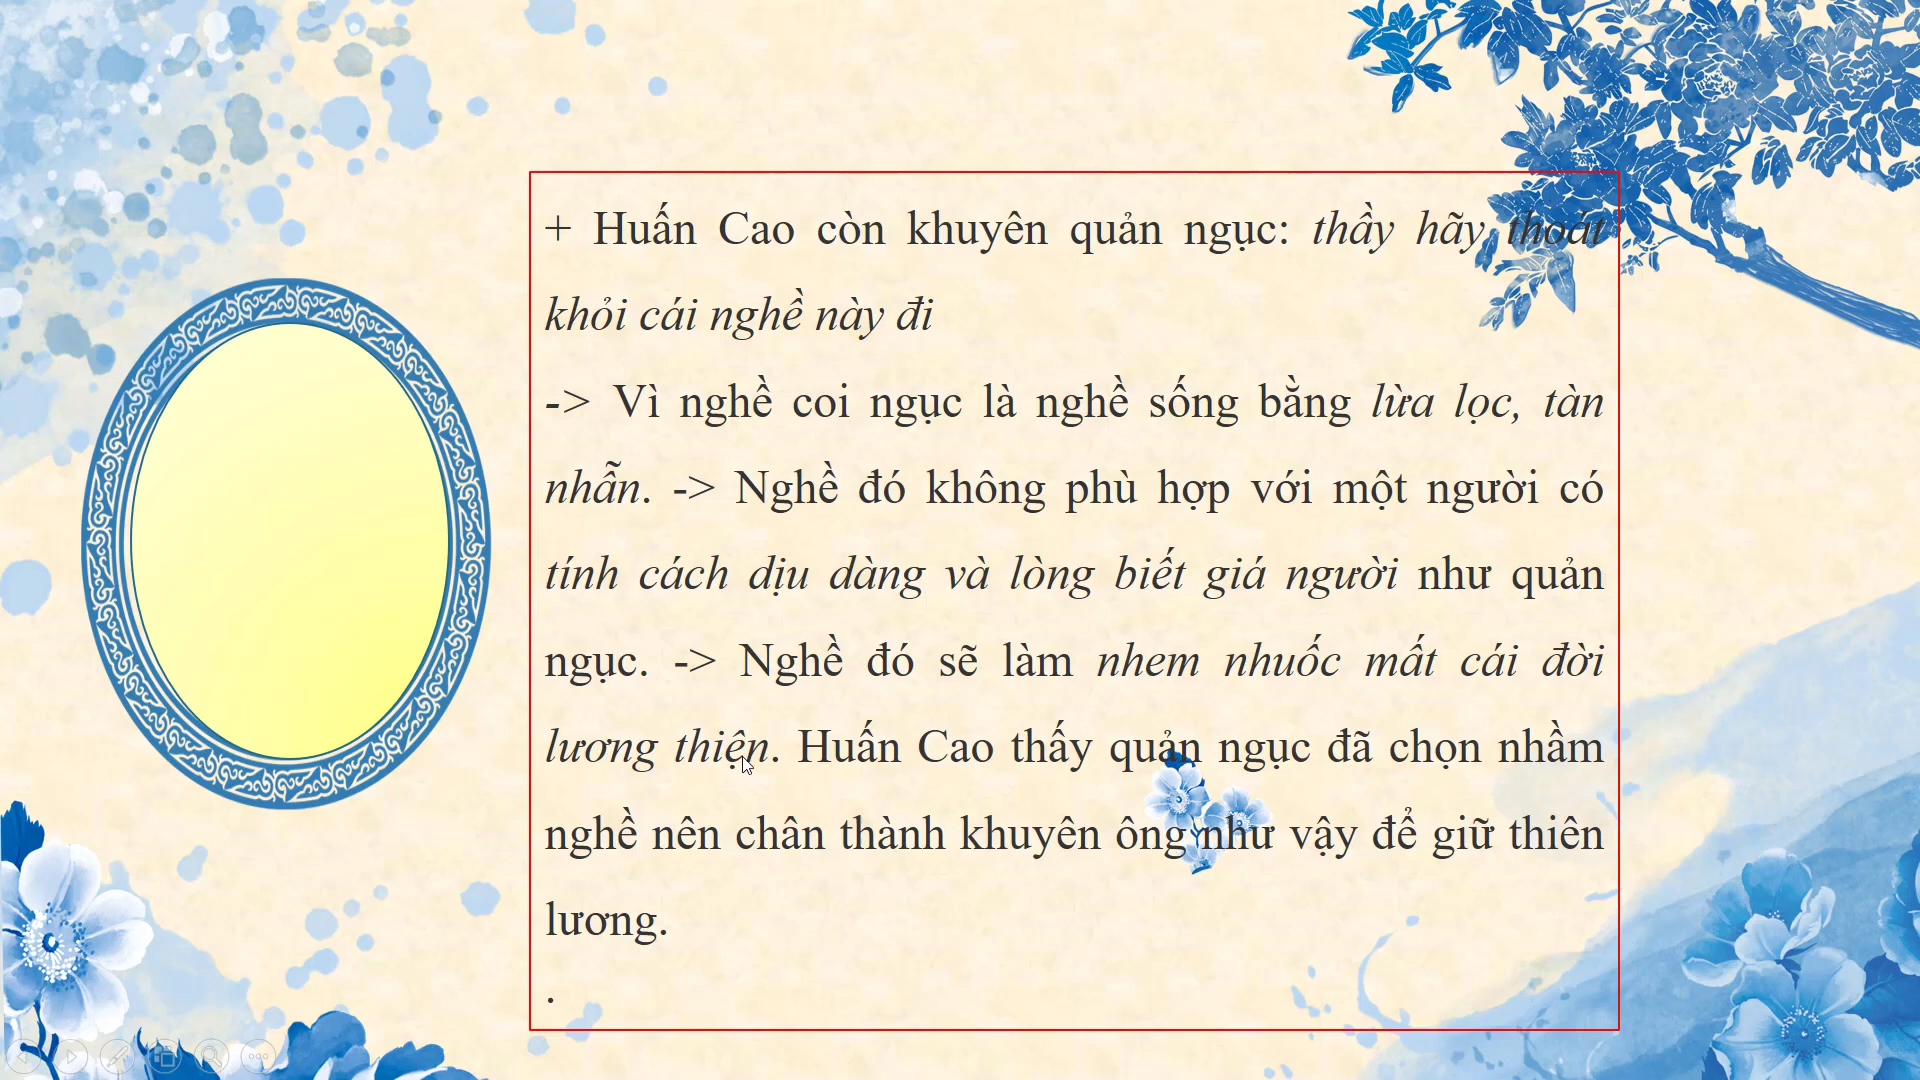 + Huấn Cao còn khuyên quản ngục: thầy hãy thoát
khỏi cái nghề này đi
-> Vì nghề coi ngục là nghề sống bằng lừa lọc, tàn
nhẫn. -> Nghề đó không phù hợp với một người có
tính cách dịu dàng và lòng biết giá người như quản
ngục. -> Nghề đó sẽ làm nhem nhuốc mất cái đời
lương thiện. Huấn Cao thấy quản ngục đã chọn nhầm
nghề nên chân thành khuyên ông như vậy để giữ thiên
lương.
.